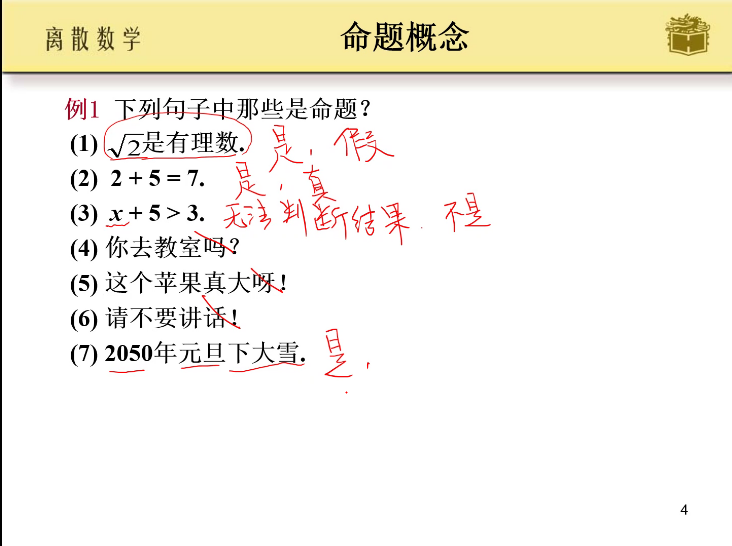 离散数学 命题概念
例1 下列句子中那些是命题？
(1) √2是有理数. 是，假
(2) 2 + 5 = 7. 是，真
(3) x + 5 > 3. 无法判断结果. 不是
(4) 你去教室吗？
(5) 这个苹果真大呀！
(6) 请不要讲话！
(7) 2050年元旦下大雪. 是，
4